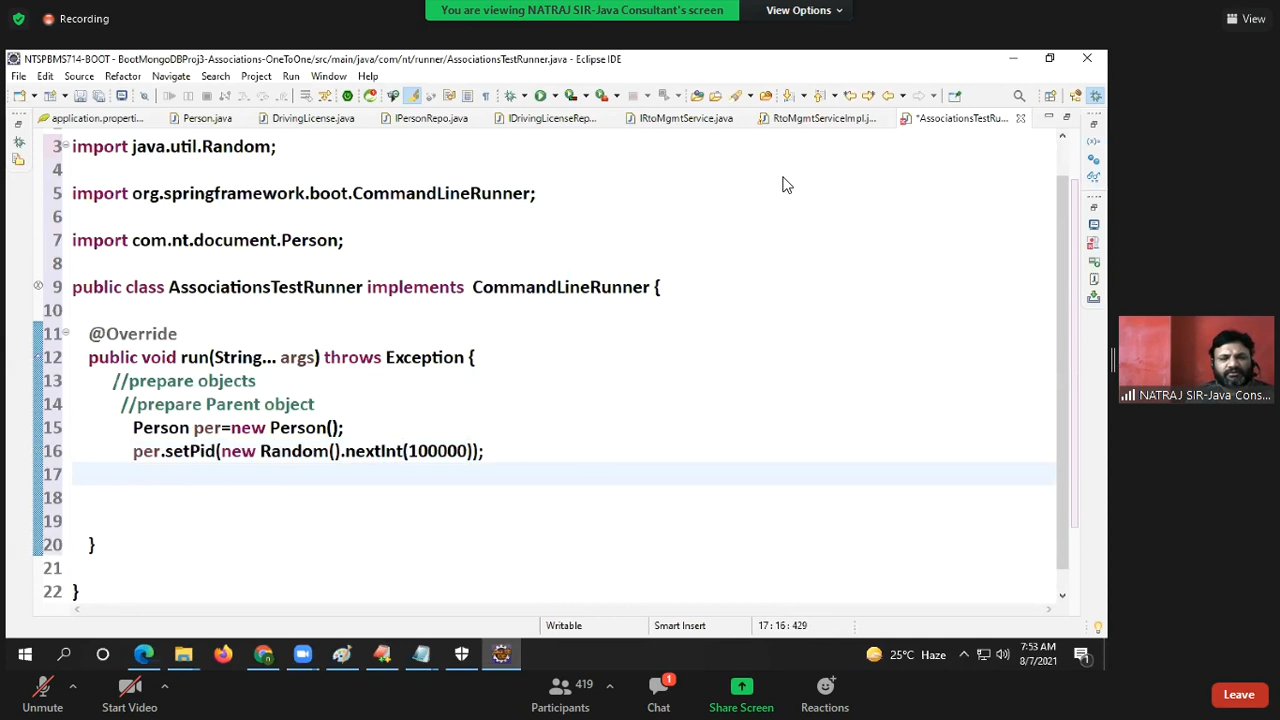 Recording
You are viewing NATRAJ SIR-Java Consultant's screen
View Options
View
NTSPBMS714-BOOT - BootMongoDBProj3-Associations-OneToOne/src/main/java/com/nt/runner/AssociationsTestRunner.java - Eclipse IDE
File Edit Source Refactor Navigate Search Project Run Window Help
application.properti... Person.java DrivingLicense.java IPersonRepo.java IDrivingLicenseRep... IRtoMgmtService.java RtoMgmtServiceImpl.j... *AssociationsTestRu...
3 import java.util.Random;
4
5 import org.springframework.boot.CommandLineRunner;
6
7 import com.nt.document.Person;
8
9 public class AssociationsTestRunner implements CommandLineRunner {
10
11 @Override
12 public void run(String... args) throws Exception {
13 //prepare objects
14 //prepare Parent object
15 Person per=new Person();
16 per.setPid(new Random().nextInt(100000));
17
18
19
20 }
21
22 }
NATRAJ SIR-Java Cons...
Writable Smart Insert 17 : 16 : 429
25°C Haze
7:53 AM
8/7/2021
1
Unmute Start Video Participants 419 Chat 1 Share Screen Reactions Leave